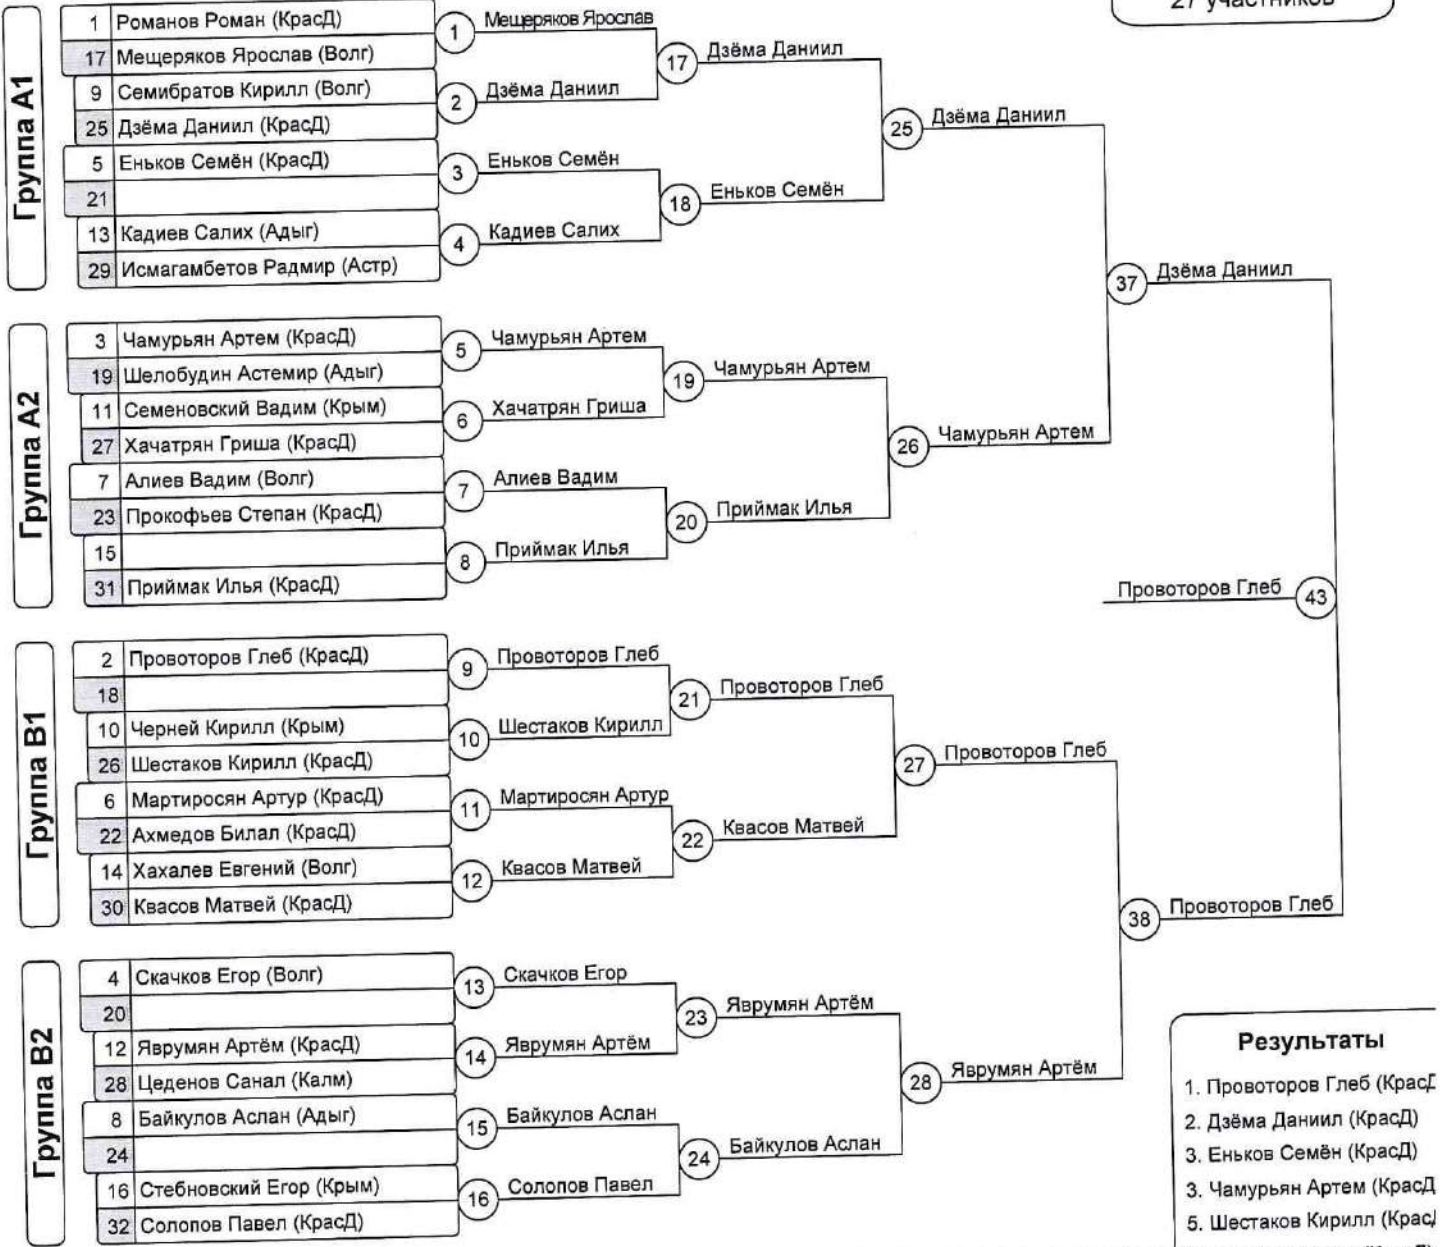 27 участников
Группа А1
1 Романов Роман (КрасД)
17 Мещеряков Ярослав (Волг)
9 Семибратов Кирилл (Волг)
25 Дзёма Даниил (КрасД)
5 Еньков Семён (КрасД)
21
13 Кадиев Салих (Адыг)
29 Исмагамбетов Радмир (Астр)
1 Мещеряков Ярослав
2 Дзёма Даниил
3 Еньков Семён
4 Кадиев Салих
17 Дзёма Даниил
18 Еньков Семён
25 Дзёма Даниил
Группа А2
3 Чамурьян Артем (КрасД)
19 Шелобудин Астемир (Адыг)
11 Семеновский Вадим (Крым)
27 Хачатрян Гриша (КрасД)
7 Алиев Вадим (Волг)
23 Прокофьев Степан (КрасД)
15
31 Приймак Илья (КрасД)
5 Чамурьян Артем
6 Хачатрян Гриша
7 Алиев Вадим
8 Приймак Илья
19 Чамурьян Артем
20 Приймак Илья
26 Чамурьян Артем
37 Дзёма Даниил
Группа В1
2 Провоторов Глеб (КрасД)
18
10 Черней Кирилл (Крым)
26 Шестаков Кирилл (КрасД)
6 Мартиросян Артур (КрасД)
22 Ахмедов Билал (КрасД)
14 Хахалев Евгений (Волг)
30 Квасов Матвей (КрасД)
9 Провоторов Глеб
10 Шестаков Кирилл
11 Мартиросян Артур
12 Квасов Матвей
21 Провоторов Глеб
22 Квасов Матвей
27 Провоторов Глеб
Группа В2
4 Скачков Егор (Волг)
20
12 Яврумян Артём (КрасД)
28 Цеденов Санал (Калм)
8 Байкулов Аслан (Адыг)
24
16 Стебновский Егор (Крым)
32 Солопов Павел (КрасД)
13 Скачков Егор
14 Яврумян Артём
15 Байкулов Аслан
16 Солопов Павел
23 Яврумян Артём
24 Байкулов Аслан
28 Яврумян Артём
38 Провоторов Глеб
Провоторов Глеб 43
Результаты
1. Провоторов Глеб (КрасД
2. Дзёма Даниил (КрасД)
3. Еньков Семён (КрасД)
3. Чамурьян Артем (КрасД
5. Шестаков Кирилл (Крас